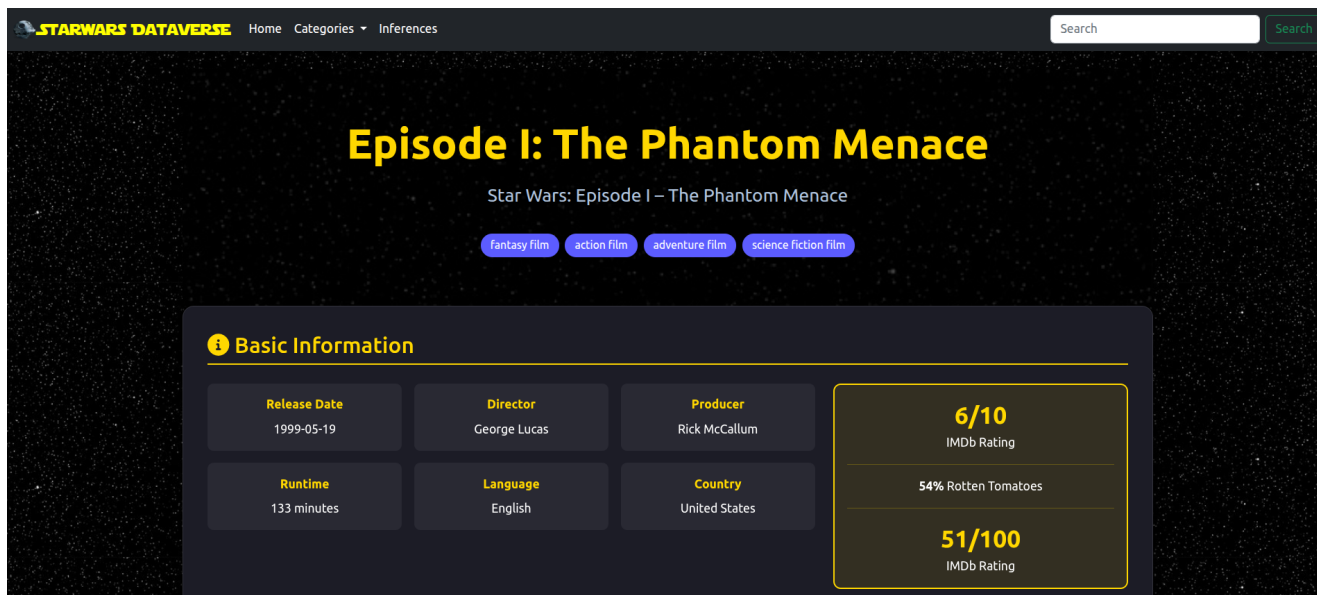 STARWARS DATAVERSE Home Categories Inferences Search Search
Episode I: The Phantom Menace
Star Wars: Episode I – The Phantom Menace
fantasy film action film adventure film science fiction film
Basic Information
Release Date
1999-05-19
Director
George Lucas
Producer
Rick McCallum
Runtime
133 minutes
Language
English
Country
United States
6/10
IMDb Rating
54% Rotten Tomatoes
51/100
IMDb Rating